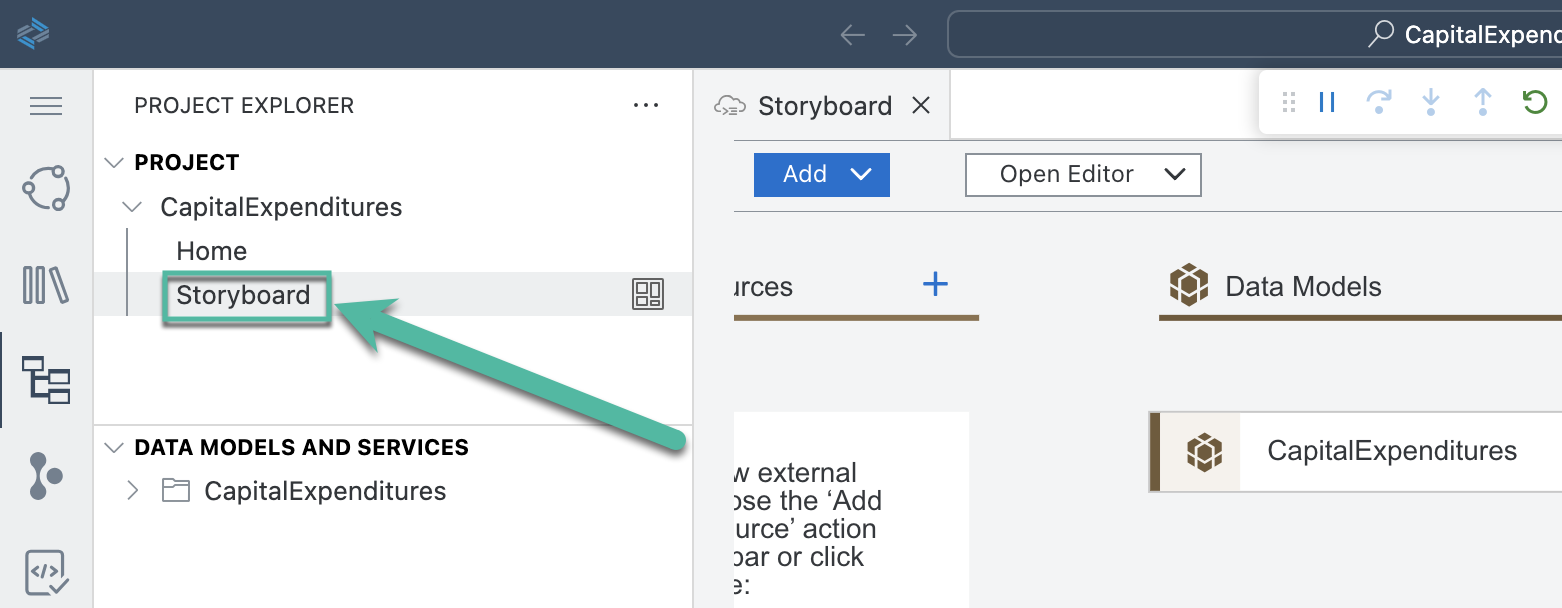 CapitalExpend
PROJECT EXPLORER
PROJECT
CapitalExpenditures
Home
Storyboard
DATA MODELS AND SERVICES
CapitalExpenditures
Storyboard
Add
Open Editor
urces
Data Models
w external
ose the ‘Add
urce’ action
bar or click
e:
CapitalExpenditures